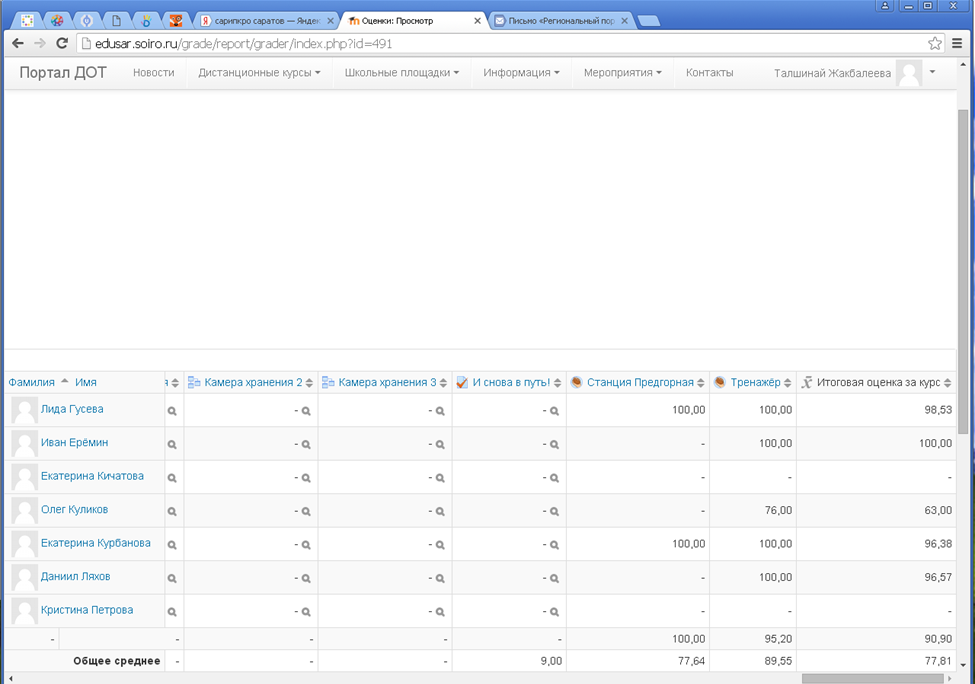 сарипкро саратов — Яндек
Оценки: Просмотр
Письмо «Региональный пор
edusar.soiro.ru/grade/report/grader/index.php?id=491
Портал ДОТ Новости Дистанционные курсы Школьные площадки Информация Мероприятия Контакты Талшинай Жакбалеева
Фамилия Имя я Камера хранения 2 Камера хранения 3 И снова в путь! Станция Предгорная Тренажёр Итоговая оценка за курс
Лида Гусева - - - 100,00 100,00 98,53
Иван Ерёмин - - - - 100,00 100,00
Екатерина Кичатова - - - - - -
Олег Куликов - - - - 76,00 63,00
Екатерина Курбанова - - - 100,00 100,00 96,38
Даниил Ляхов - - - - 100,00 96,57
Кристина Петрова - - - - - -
- - - - - 100,00 95,20 90,90
Общее среднее - - - 9,00 77,64 89,55 77,81